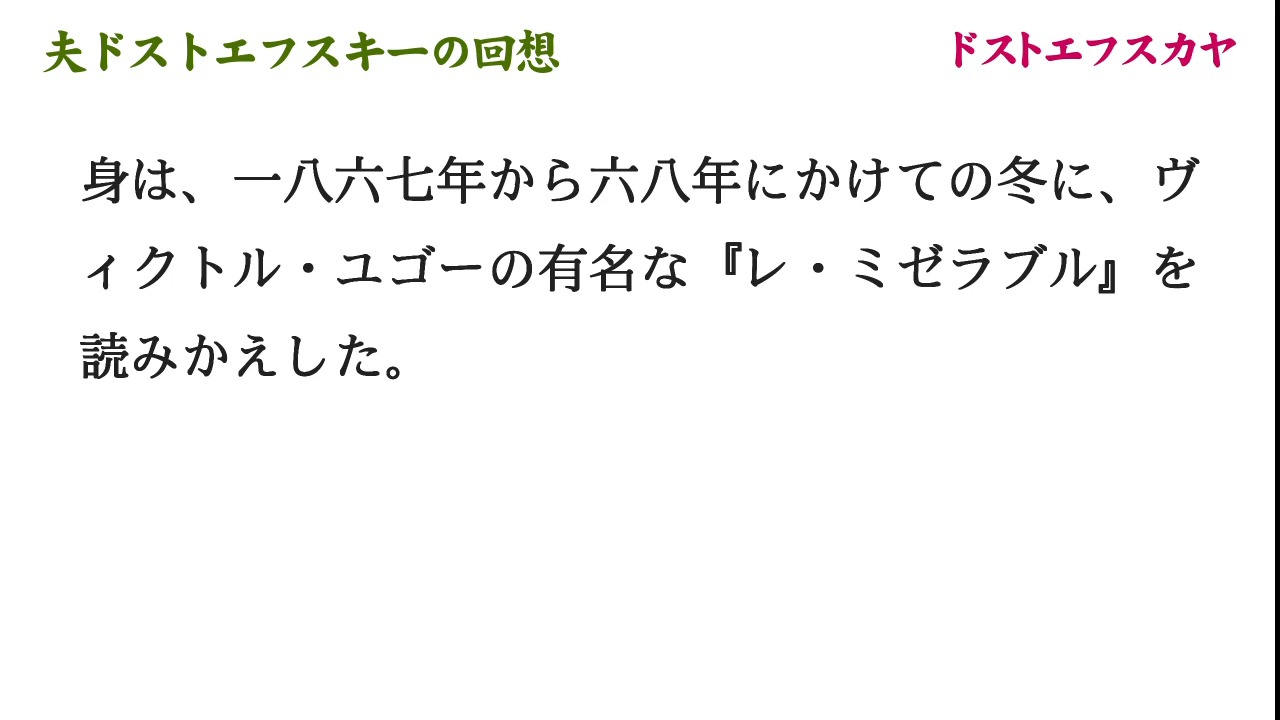 夫ドストエフスキーの回想
ドストエフスカヤ
身は、一八六七年から六八年にかけての冬に、ヴ
ィクトル・ユゴーの有名な『レ・ミゼラブル』を
読みかえした。